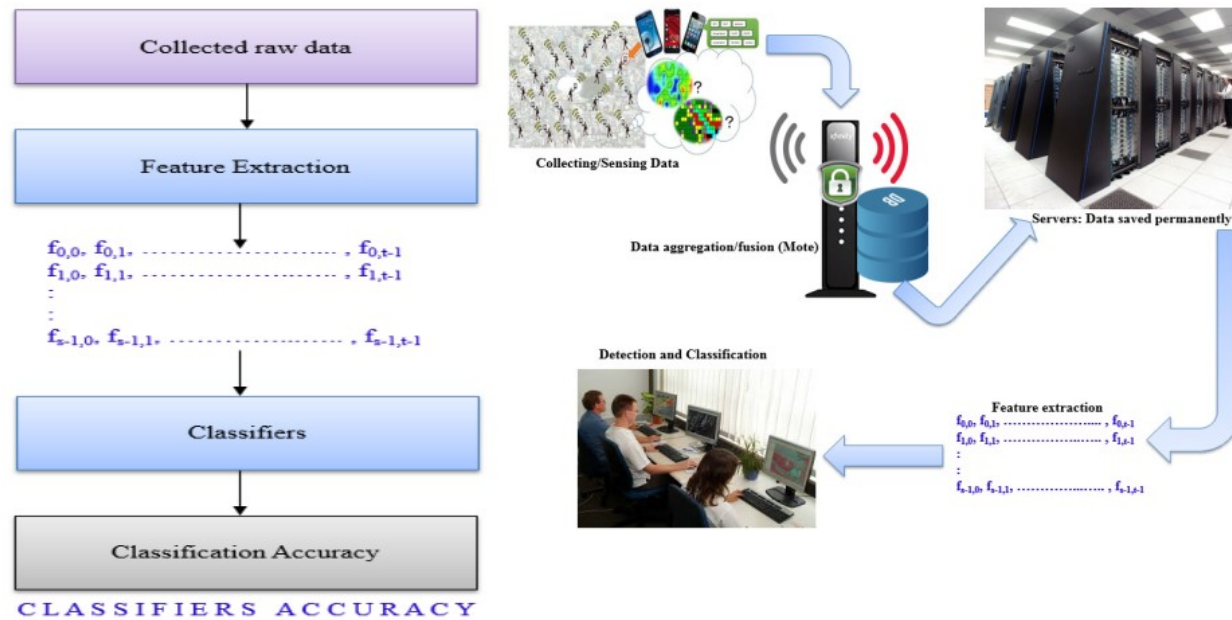 Collected raw data
Feature Extraction
f0,0, f0,1, ................................ , f0,t-1
f1,0, f1,1, ................................ , f1,t-1
:
:
fs-1,0, fs-1,1, ........................... , fs-1,t-1
Classifiers
Classification Accuracy
CLASSIFIERS ACCURACY
?
?
Collecting/Sensing Data
xfinity
Data aggregation/fusion (Mote)
Servers: Data saved permanently
Detection and Classification
Feature extraction
f0,0, f0,1, ........................ , f0,t-1
f1,0, f1,1, ........................ , f1,t-1
:
:
fs-1,0, fs-1,1, ..................... , fs-1,t-1